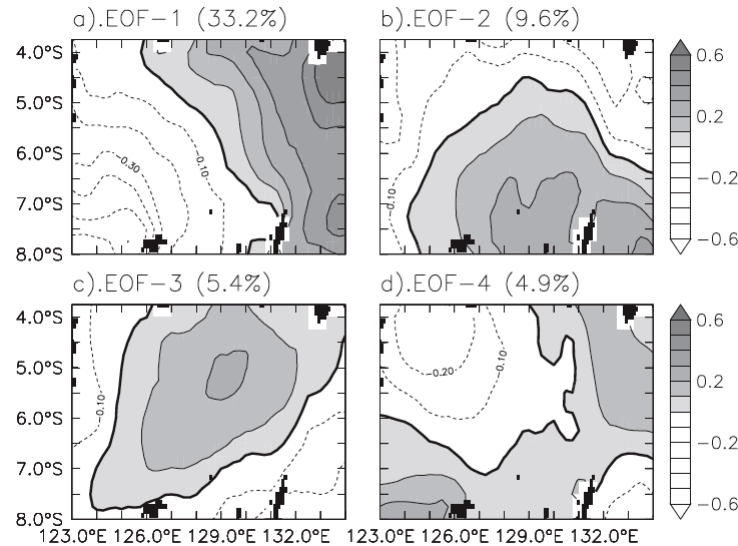 a).EOF−1 (33.2%)
b).EOF−2 (9.6%)
4.0°S
5.0°S
6.0°S
7.0°S
8.0°S
−0.30
−0.10
−0.10
0.6
0.2
−0.2
−0.6
c).EOF−3 (5.4%)
d).EOF−4 (4.9%)
4.0°S
5.0°S
6.0°S
7.0°S
8.0°S
−0.10
−0.20
−0.10
0.6
0.2
−0.2
−0.6
123.0°E 126.0°E 129.0°E 132.0°E
123.0°E 126.0°E 129.0°E 132.0°E